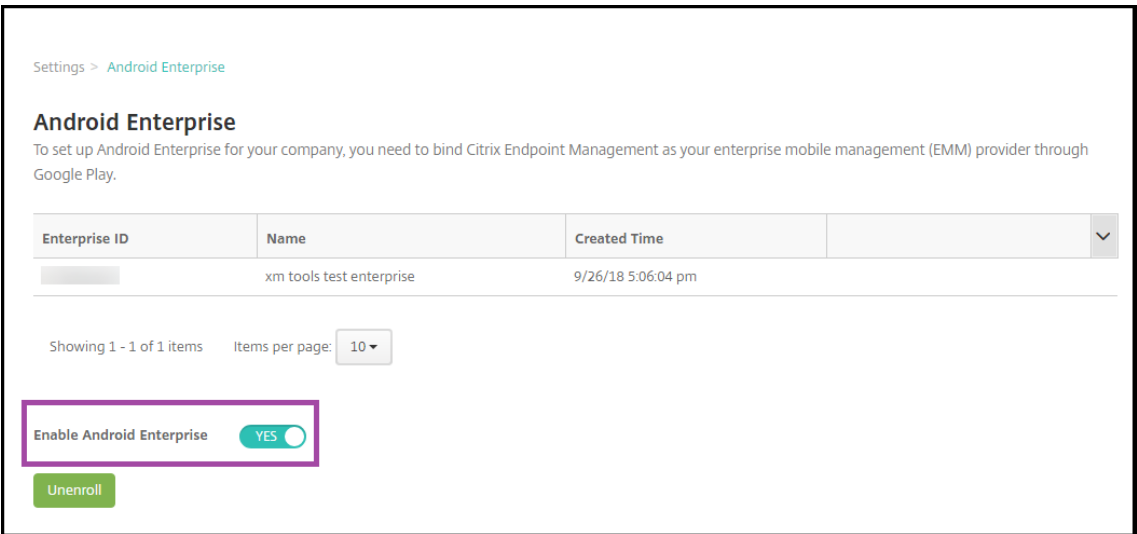 Settings > Android Enterprise
Android Enterprise
To set up Android Enterprise for your company, you need to bind Citrix Endpoint Management as your enterprise mobile management (EMM) provider through
Google Play.
Enterprise ID Name Created Time
xm tools test enterprise 9/26/18 5:06:04 pm
Showing 1 - 1 of 1 items Items per page: 10
Enable Android Enterprise YES
Unenroll